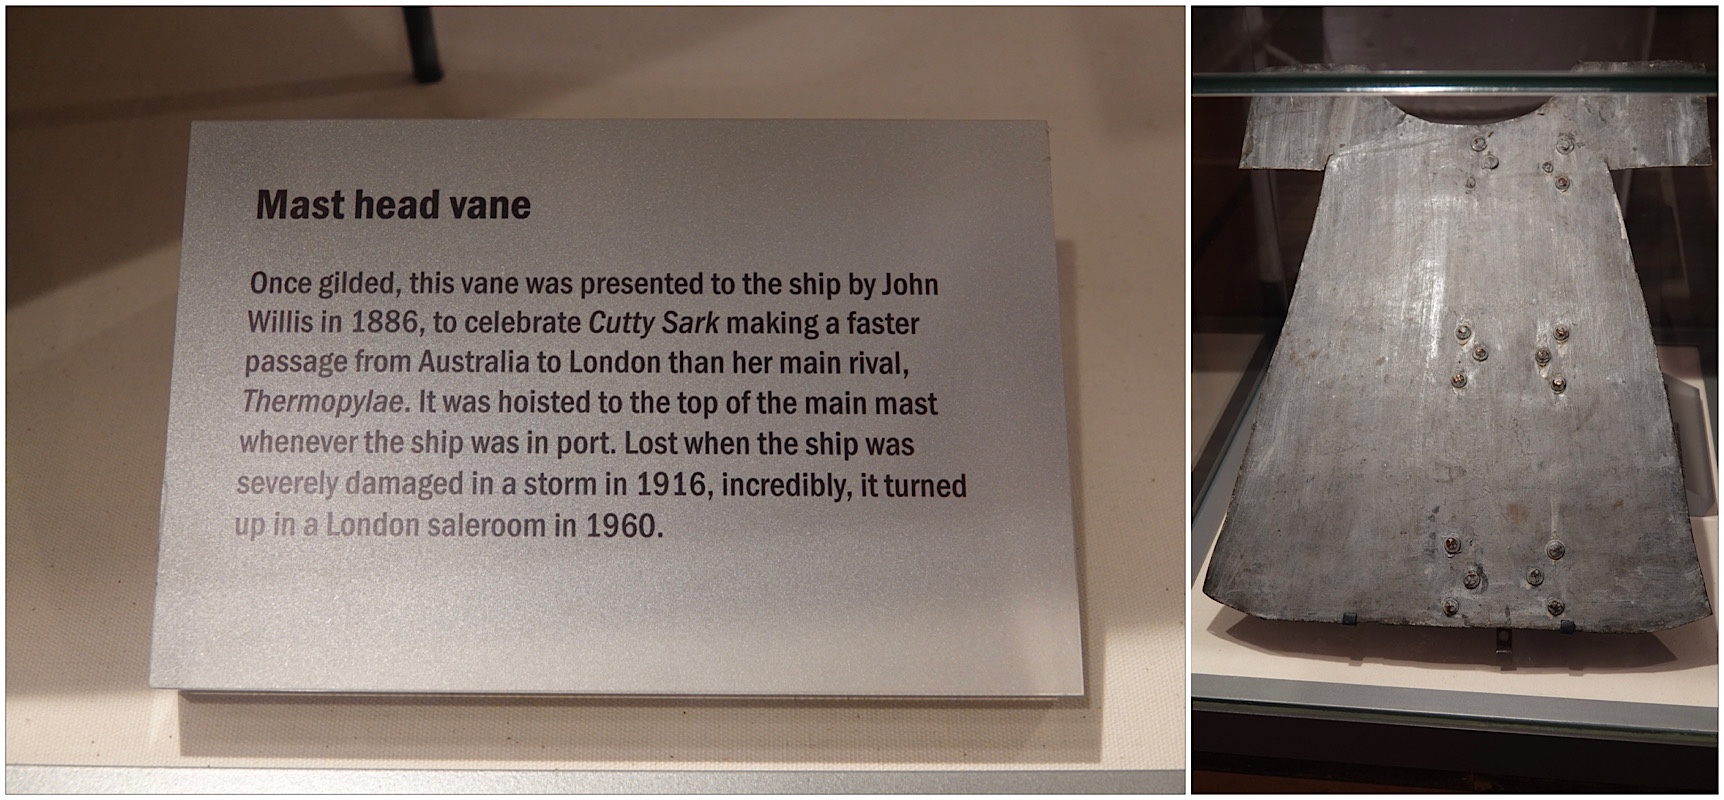 Mast head vane
Once gilded, this vane was presented to the ship by John
Willis in 1886, to celebrate Cutty Sark making a faster
passage from Australia to London than her main rival,
Thermopylae. It was hoisted to the top of the main mast
whenever the ship was in port. Lost when the ship was
severely damaged in a storm in 1916, incredibly, it turned
up in a London saleroom in 1960.